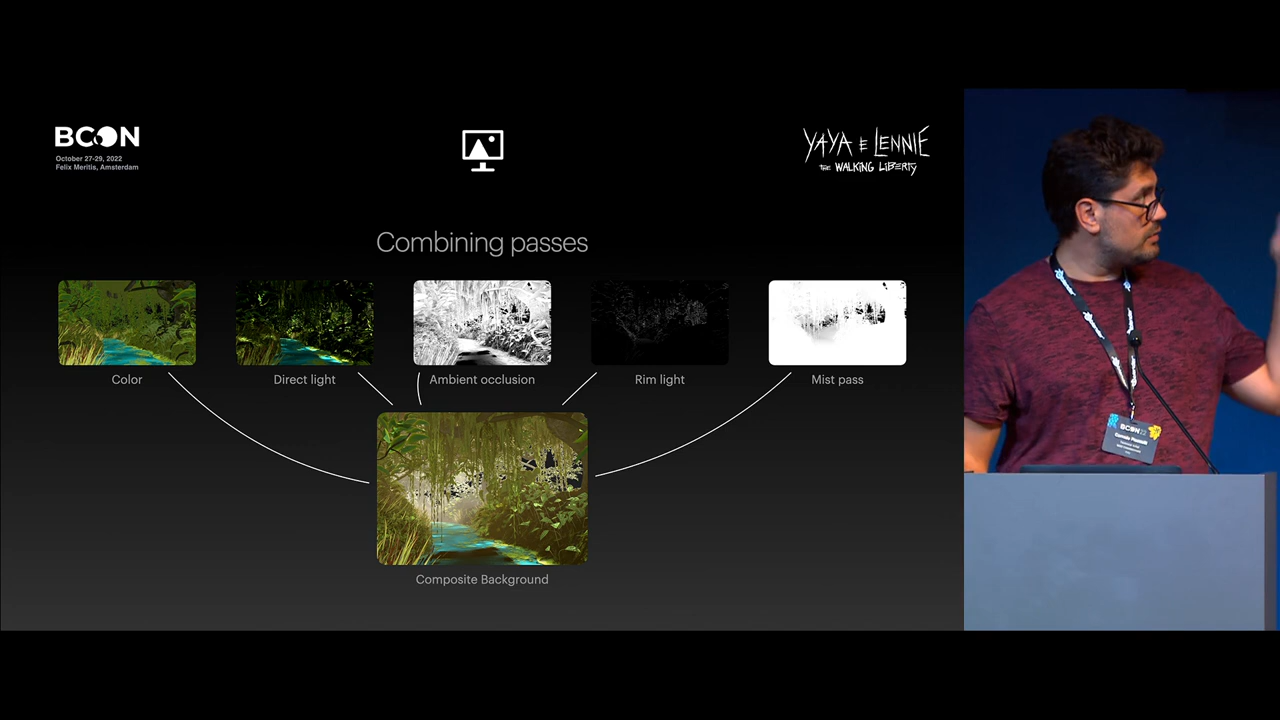 BCON
October 27-29, 2022
Felix Meritis, Amsterdam
YAYA E LENNIE
THE WALKING LIBERTY
Combining passes
Color
Direct light
Ambient occlusion
Rim light
Mist pass
Composite Background
BCON22